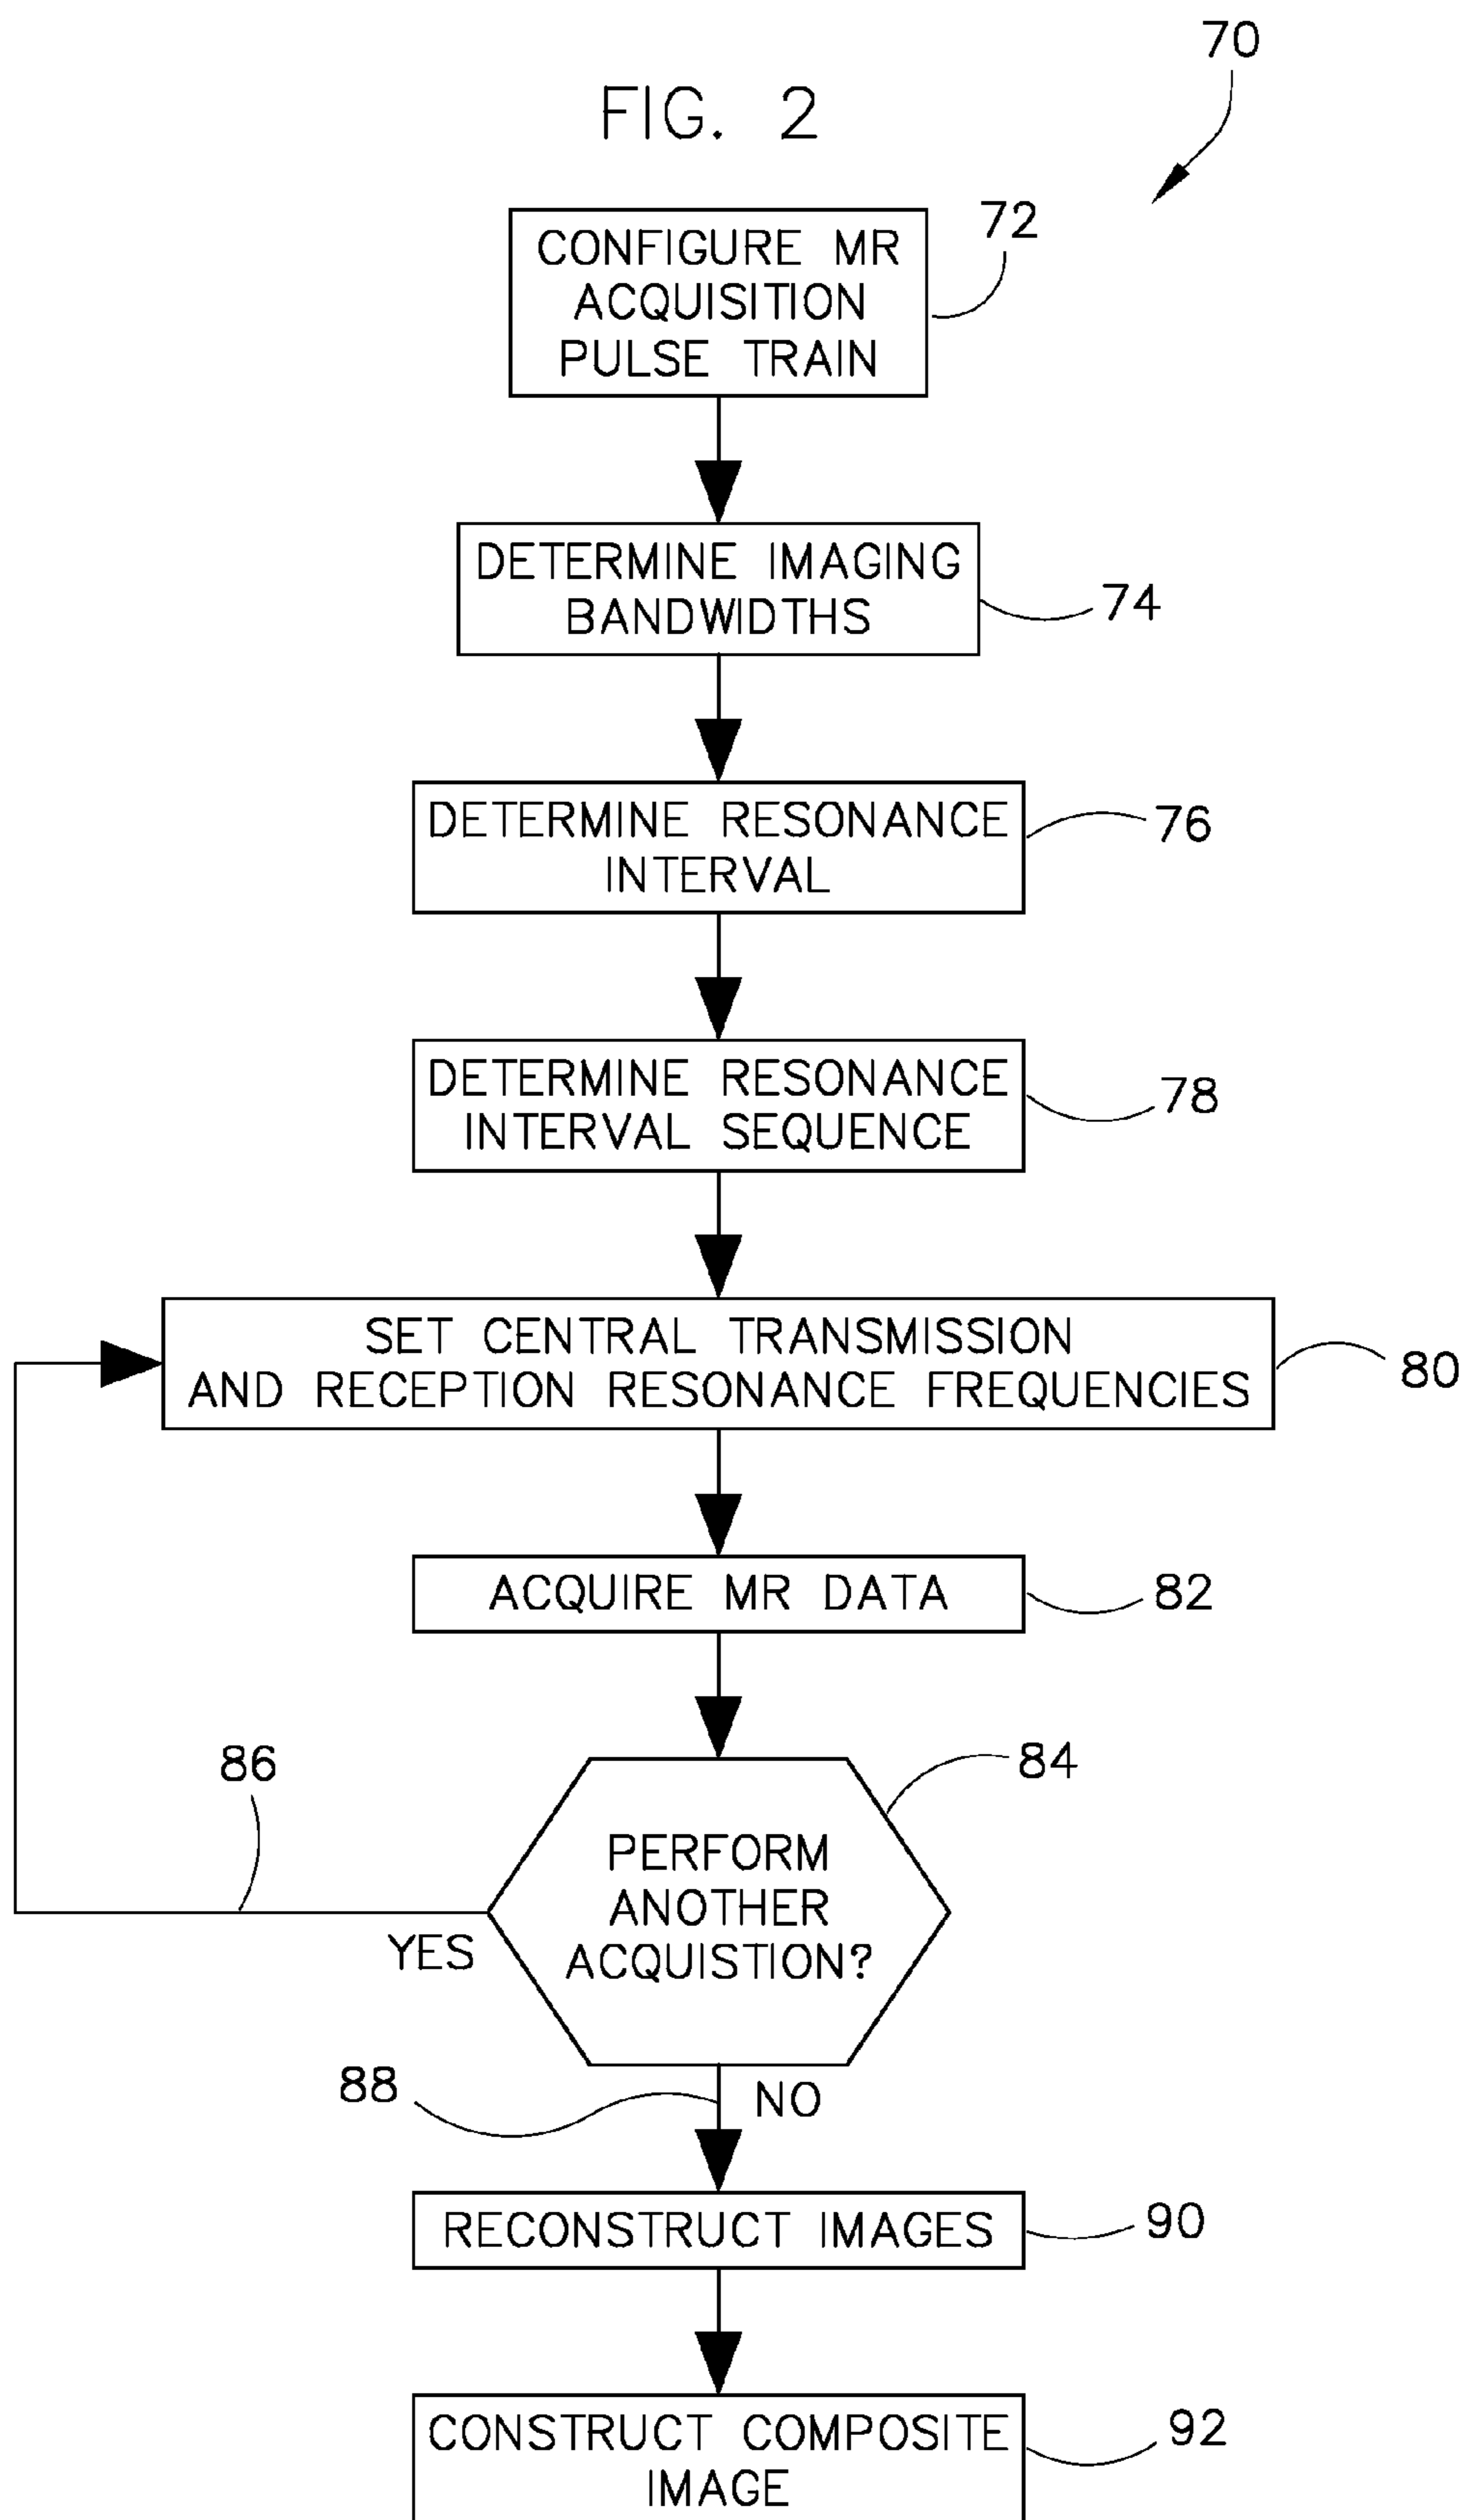 70
FIG. 2
72
CONFIGURE MR
ACQUISITION
PULSE TRAIN
DETERMINE IMAGING
BANDWIDTHS
74
DETERMINE RESONANCE
INTERVAL
76
DETERMINE RESONANCE
INTERVAL SEQUENCE
78
SET CENTRAL TRANSMISSION
AND RECEPTION RESONANCE FREQUENCIES
80
ACQUIRE MR DATA
82
86
84
PERFORM
ANOTHER
ACQUISTION?
YES
88
NO
RECONSTRUCT IMAGES
90
CONSTRUCT COMPOSITE
IMAGE
92